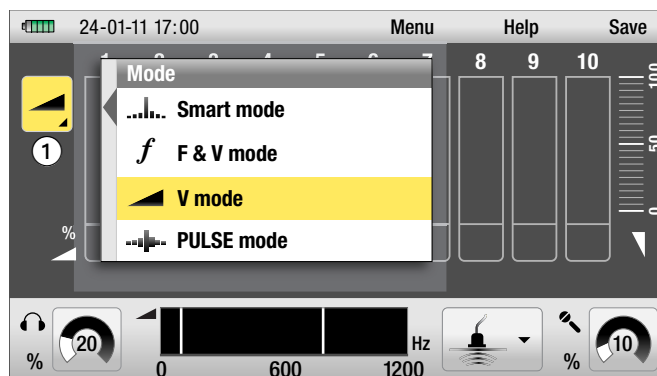 24-01-11 17:00 Menu Help Save
8 9 10
Mode
Smart mode
f F & V mode
V mode
PULSE mode
1
%
100
50
0
20
%
Hz
0 600 1200
10
%